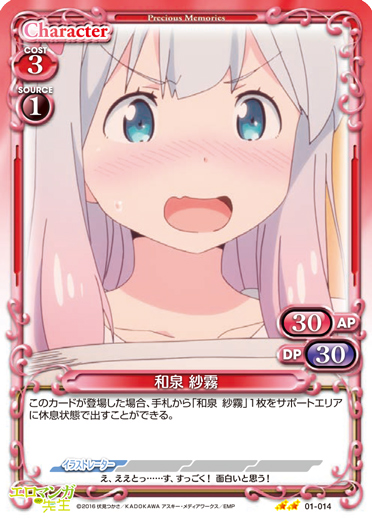 Precious Memories
Character
COST
3
SOURCE
1
30 AP
DP 30
和泉 紗霧
このカードが登場した場合、手札から「和泉 紗霧」1枚をサポートエリア
に休息状態で出すことができる。
イラストレーター
え、ええとっ……す、すっごく! 面白いと思う!
エロマンガ
先生
©2016 伏見つかさ/KADOKAWA アスキー・メディアワークス/EMP
01-014